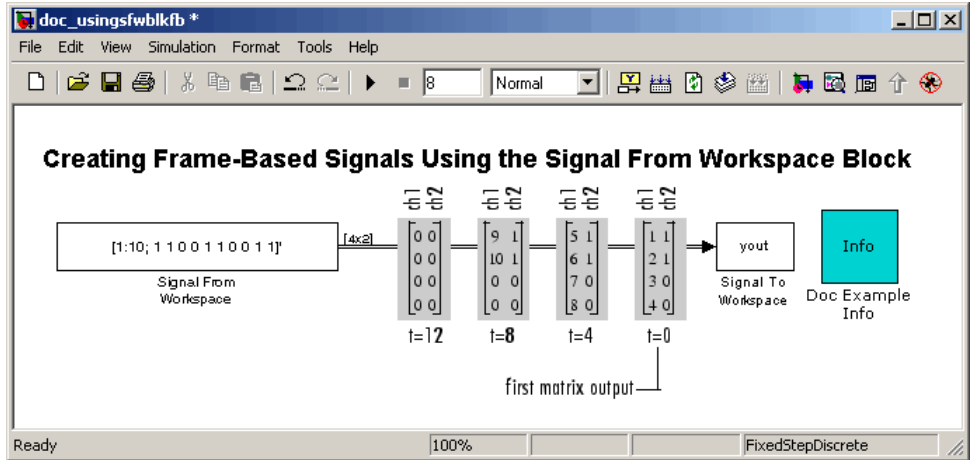 doc_usingsfwblkfb *
File Edit View Simulation Format Tools Help
8 Normal
Creating Frame-Based Signals Using the Signal From Workspace Block
ch1 ch2 ch1 ch2 ch1 ch2 ch1 ch2
[1:10; 1 1 0 0 1 1 0 0 1 1]' [4x2] yout Info
0 0 9 1 5 1 1 1
0 0 10 1 6 1 2 1
0 0 0 0 7 0 3 0
0 0 0 0 8 0 4 0
Signal From
Workspace
Signal To
Workspace
Doc Example
Info
t=12 t=8 t=4 t=0
first matrix output
Ready 100% FixedStepDiscrete